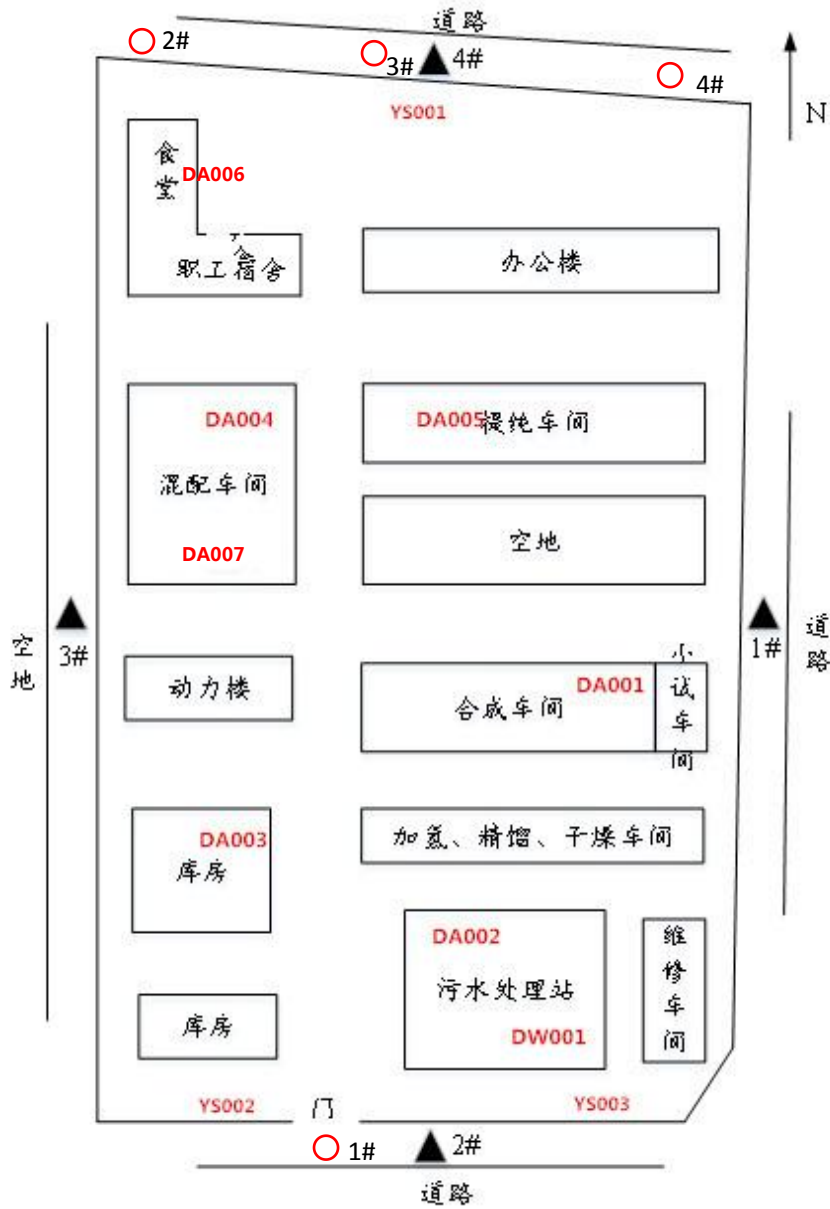 道路
2#
3#
4#
4#
N
YS001
食堂
DA006
职工宿舍
办公楼
DA004
DA005
提纯车间
混配车间
DA007
空地
空地
3#
1#
道路
动力楼
合成车间
DA001
小试车间
DA003
库房
加氢、精馏、干燥车间
DA002
污水处理站
DW001
维修车间
库房
YS002
门
YS003
1#
2#
道路